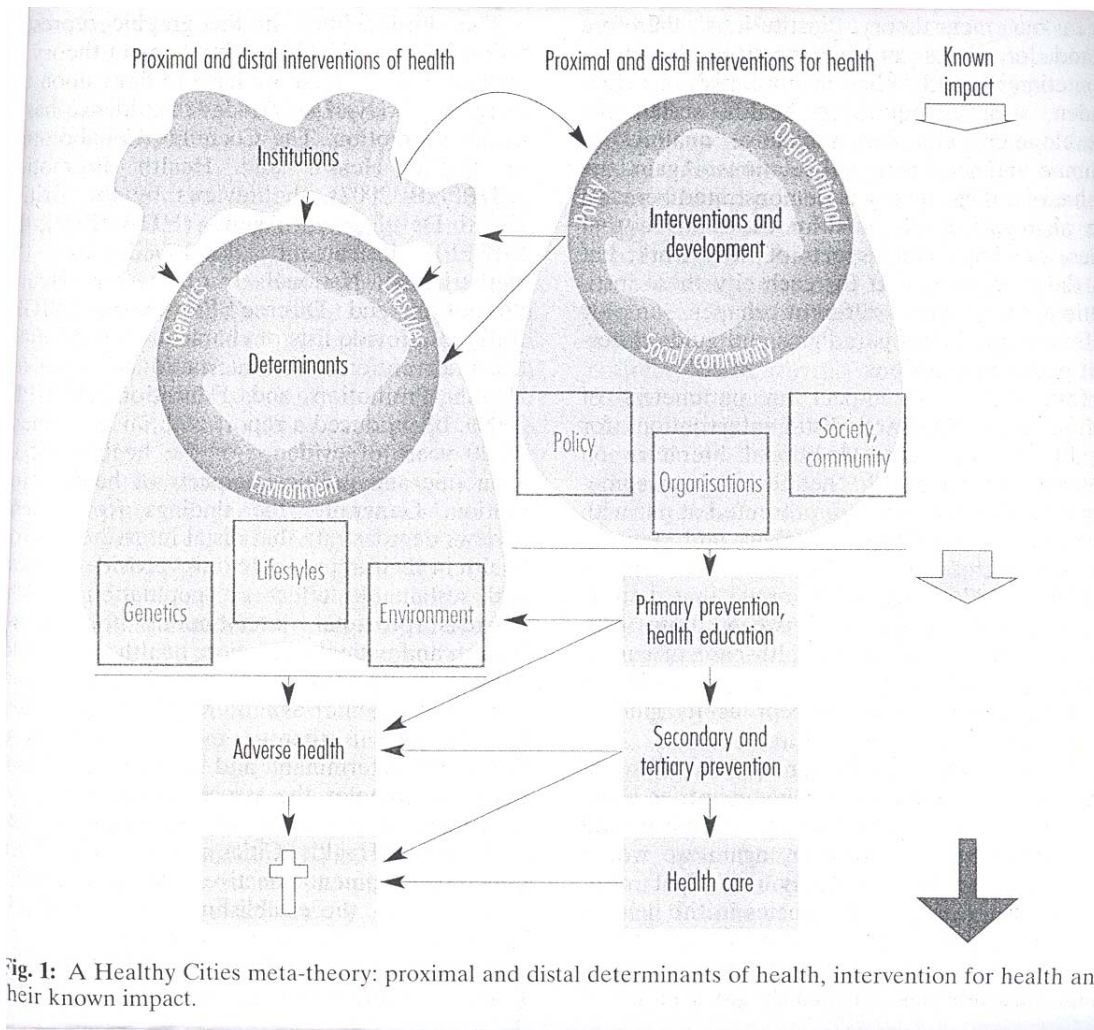 Proximal and distal interventions of health
Proximal and distal interventions for health
Known
impact
Institutions
Policy
Organisational
Interventions and
development
Social/community
Genetics
Lifestyles
Determinants
Environment
Policy
Organisations
Society,
community
Genetics
Lifestyles
Environment
Primary prevention,
health education
Adverse health
Secondary and
tertiary prevention
Health care
Fig. 1: A Healthy Cities meta-theory: proximal and distal determinants of health, intervention for health an
their known impact.